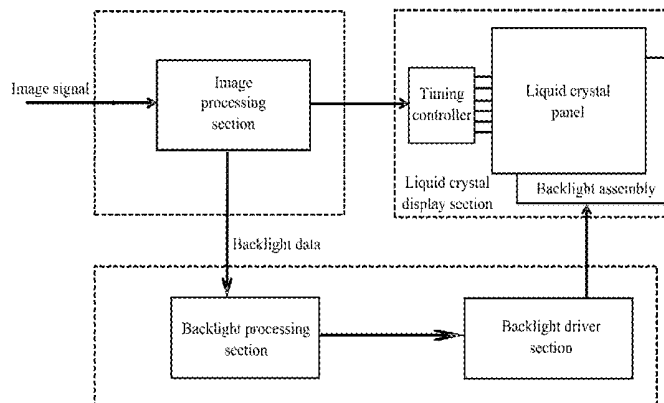 Image signal
Image
processing
section
Timing
controller
Liquid crystal
panel
Liquid crystal
display section
Backlight assembly
Backlight data
Backlight processing
section
Backlight driver
section